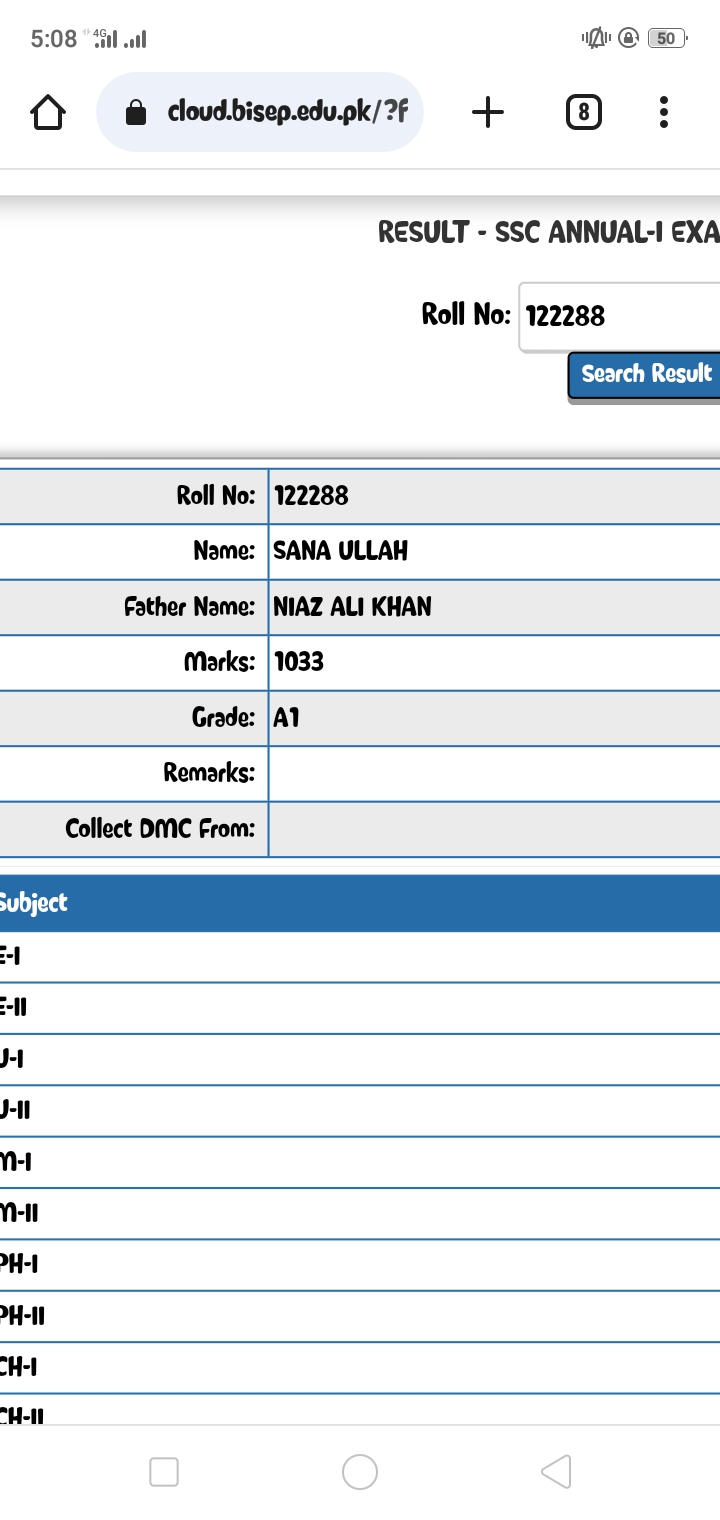 5:08 4G 50
cloud.bisep.edu.pk/?f 8
RESULT - SSC ANNUAL-I EXA
Roll No: 122288
Search Result
Roll No: 122288
Name: SANA ULLAH
Father Name: NIAZ ALI KHAN
Marks: 1033
Grade: A1
Remarks:
Collect DMC From:
Subject
E-I
E-II
U-I
U-II
M-I
M-II
PH-I
PH-II
CH-I
CH-II